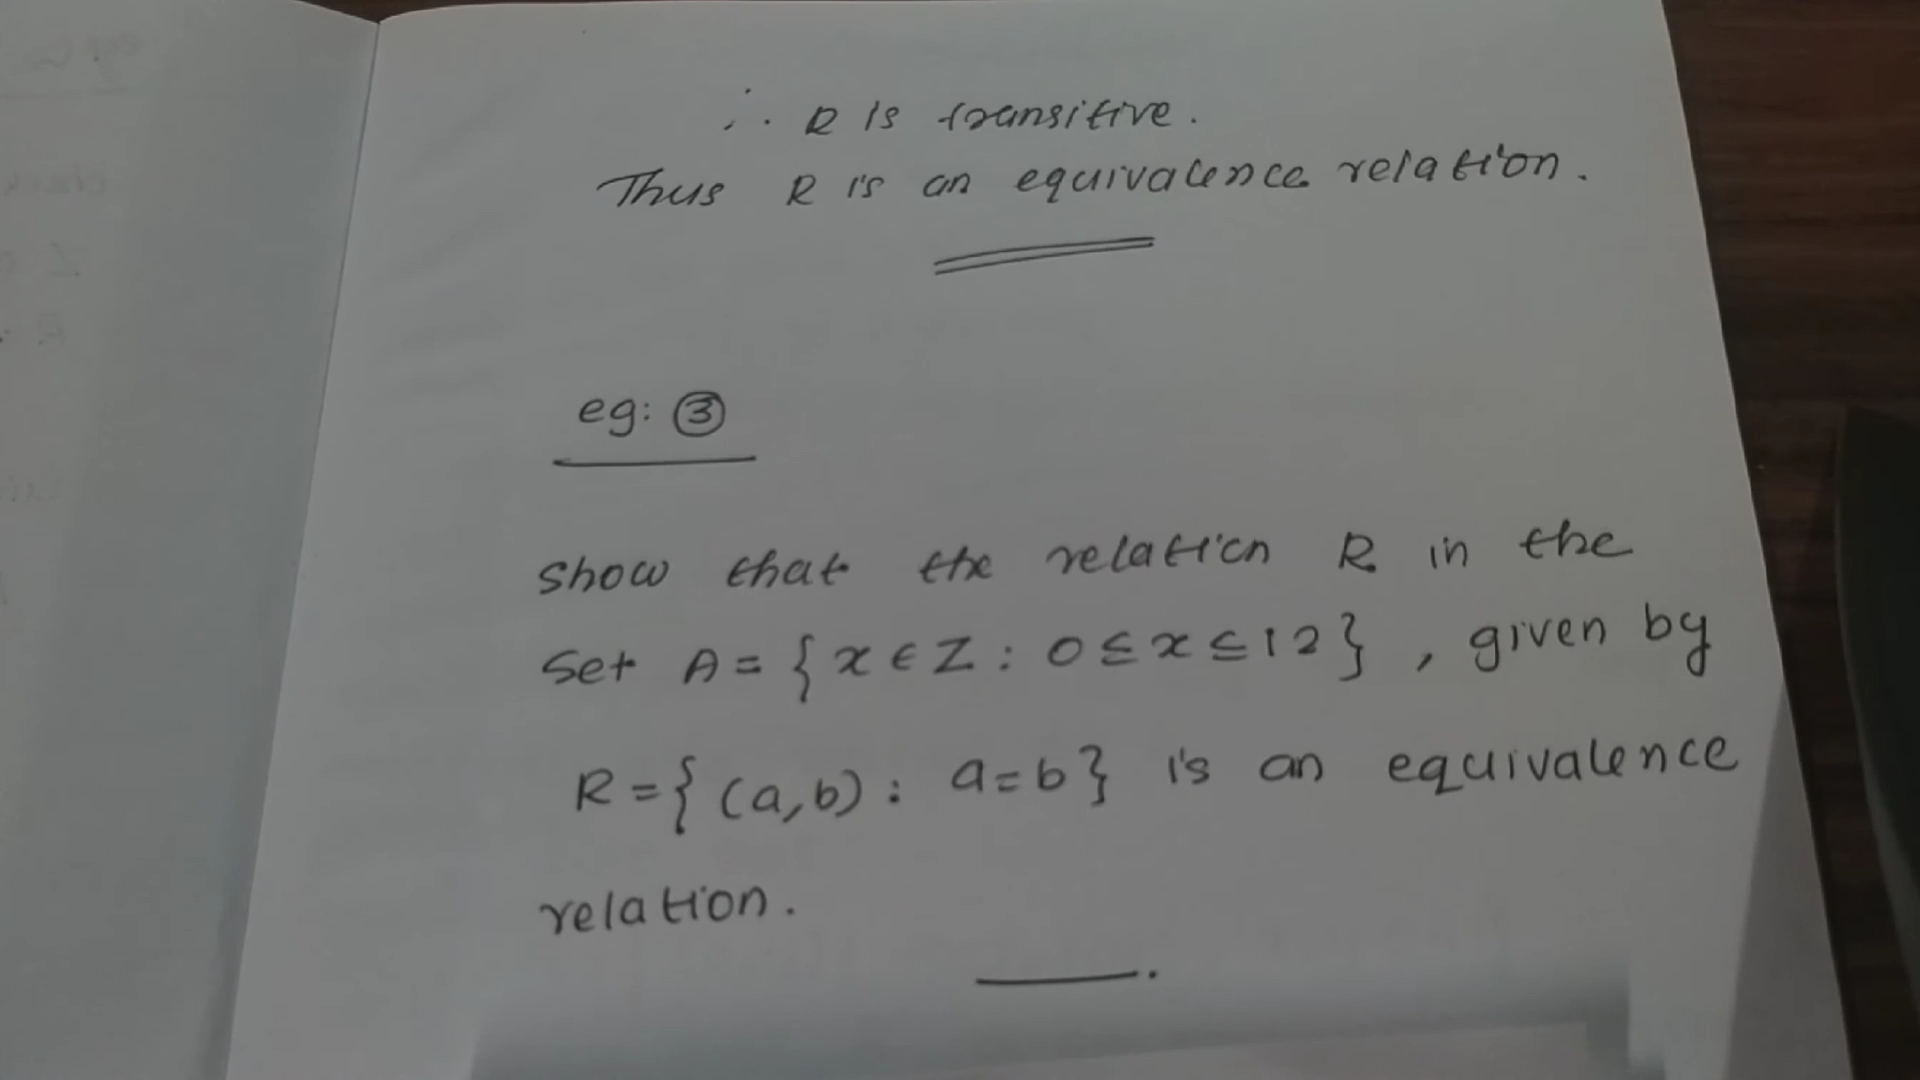 ∴ R is transitive.
Thus R is an equivalence relation.
eg: ③
show that the relation R in the
set A = { x ∈ Z : 0 ≤ x ≤ 12 } , given by
R = { (a,b) : a = b } is an equivalence
relation.